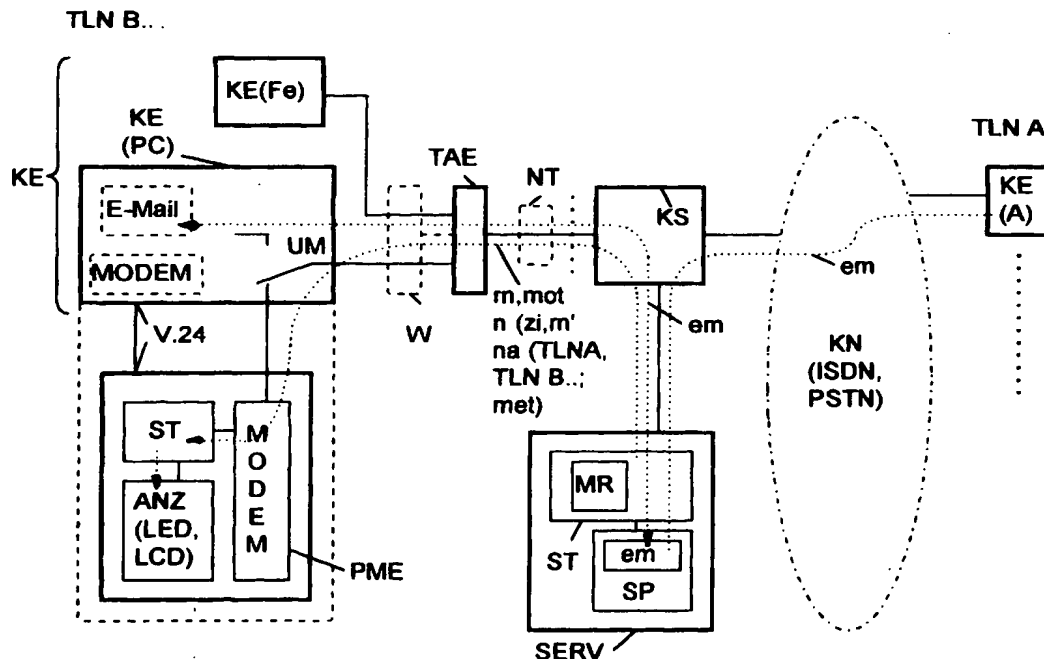 TLN B...
KE(Fe)
KE
(PC)
KE
TAE
NT
KS
TLN A
KE
(A)
E-Mail
UM
MODEM
em
V.24
W
m,mot
n (zi,m'
na (TLNA,
TLN B..;
met)
em
KN
(ISDN,
PSTN)
ST
MODEM
ANZ
(LED,
LCD)
PME
MR
ST
em
SP
SERV